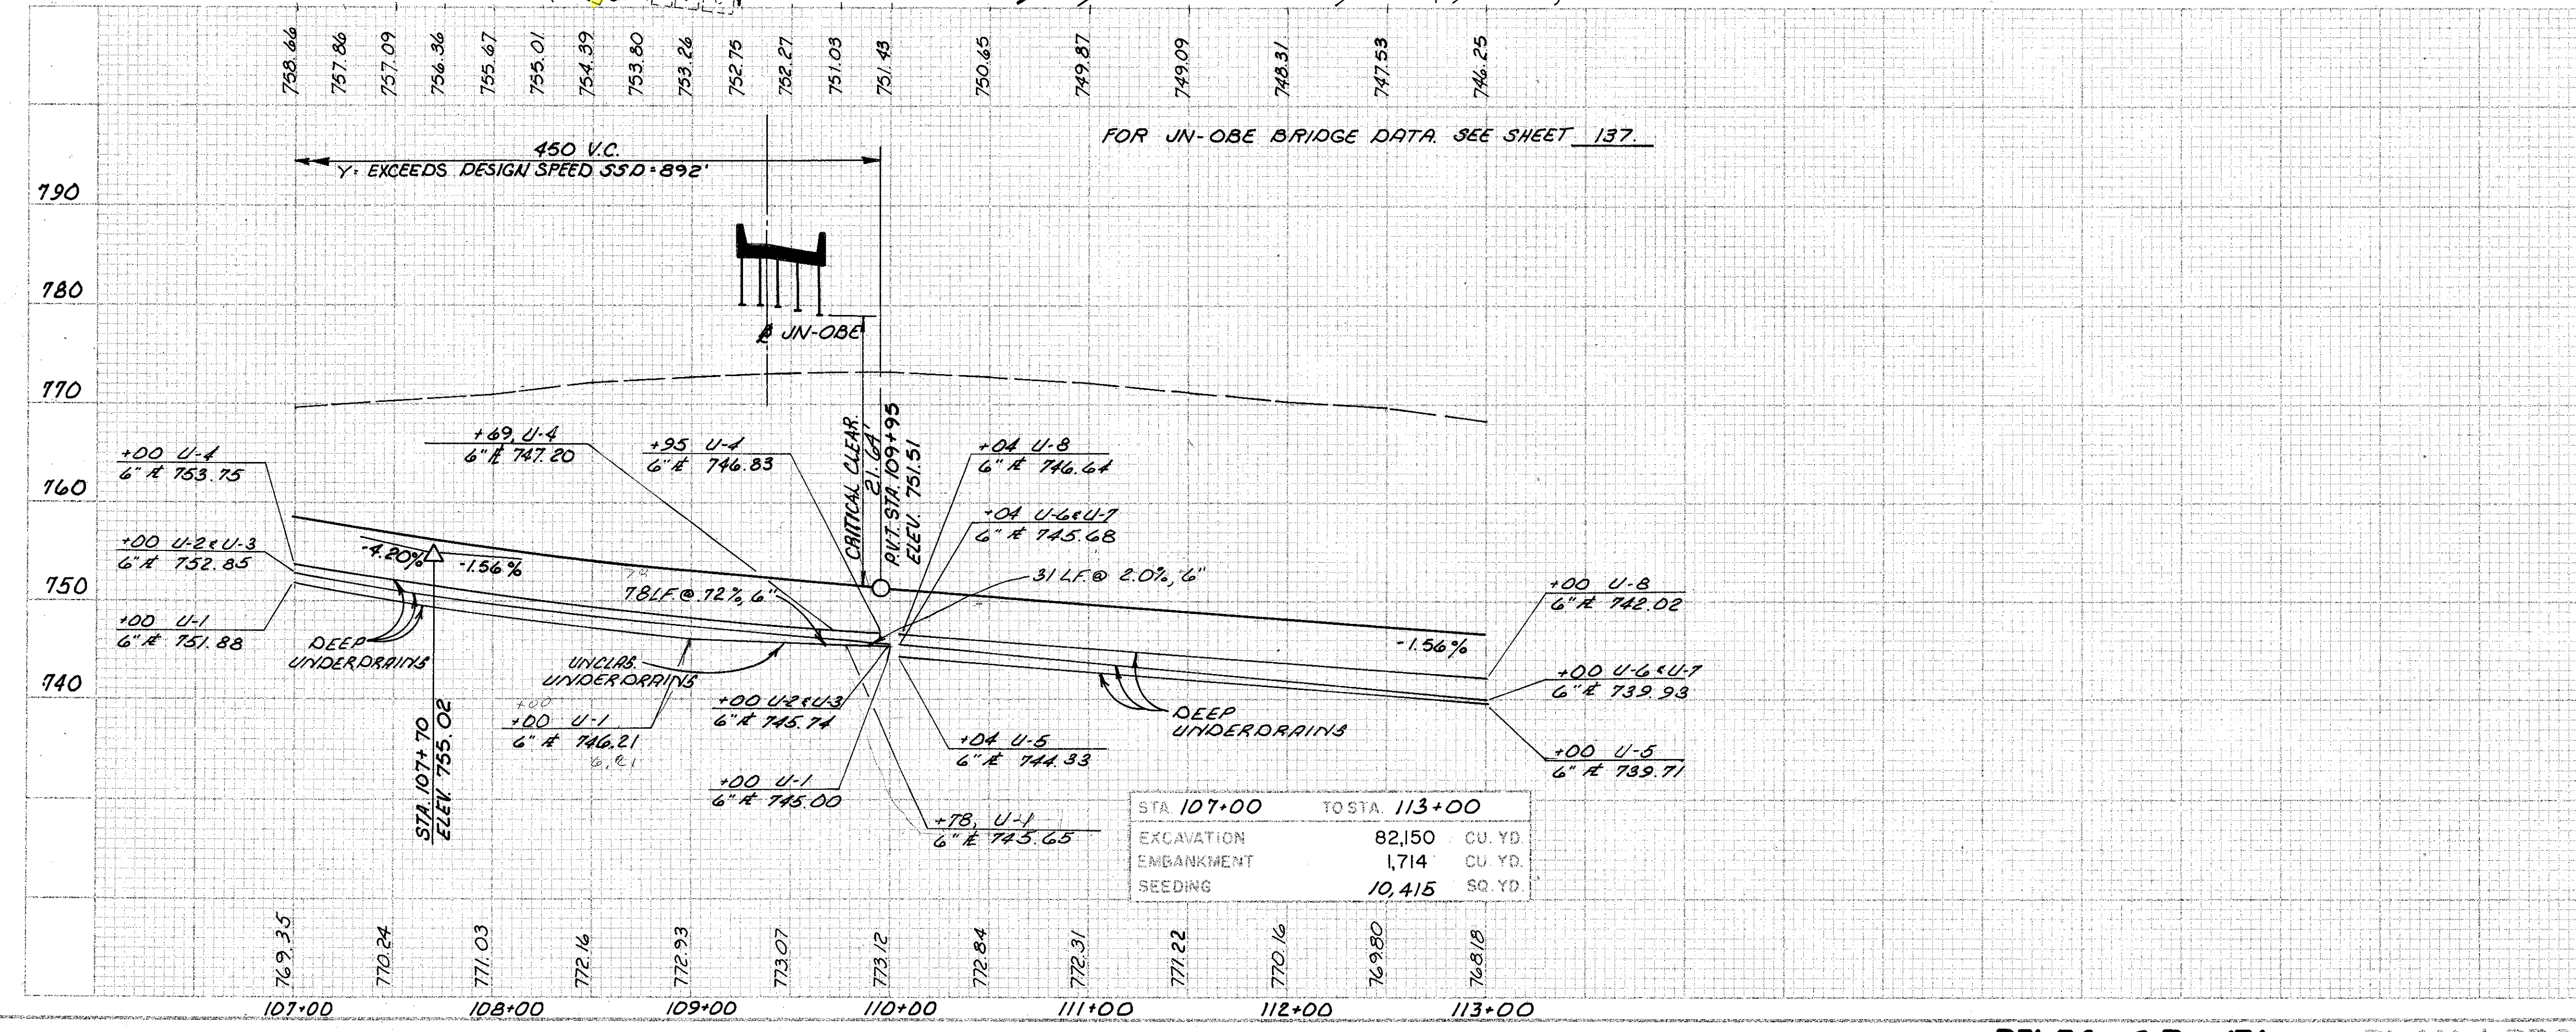 758.66 757.86 757.09 756.36 755.67 755.01 754.39 753.80 753.26 752.75 752.27 751.03 751.43 750.65 749.87 749.09 748.31 747.53 746.25
FOR JN-OBE BRIDGE DATA. SEE SHEET 137.
450 V.C.
Y= EXCEEDS DESIGN SPEED SSD=892'
790
780
℄ JN-OBE
770
CRITICAL CLEAR.
21.64'
P.V.T. STA. 109+95
ELEV. 751.51
+69, U-4
6" ℄ 747.20
+95 U-4
6" ℄ 746.83
+04 U-8
6" ℄ 746.64
+00 U-4
6" ℄ 753.75
760
+04 U-6&U-7
6" ℄ 745.68
+00 U-2&U-3
6" ℄ 752.85
-4.20%
-1.56%
31 LF.@ 2.0%, 6"
750
78LF.@.72%, 6"
+00 U-8
6" ℄ 742.02
+00 U-1
6" ℄ 751.88
DEEP
UNDERDRAINS
UNCLAS.
UNDERDRAINS
-1.56%
740
+00 U-6&U-7
6" ℄ 739.93
+00 U-2&U-3
6" ℄ 745.74
+00
+00 U-1
6" ℄ 746.21
6.21
DEEP
UNDERDRAINS
STA. 107+70
ELEV. 755.02
+04 U-5
6" ℄ 744.33
+00 U-5
6" ℄ 739.71
+00 U-1
6" ℄ 745.00
+78, U-1
6" ℄ 745.65
STA. 107+00 TO STA. 113+00
EXCAVATION 82,150 CU. YD.
EMBANKMENT 1,714 CU. YD.
SEEDING 10,415 SQ. YD.
769.35 770.24 771.03 772.16 772.93 773.07 773.12 772.84 772.31 771.22 770.16 769.80 768.18
107+00 108+00 109+00 110+00 111+00 112+00 113+00